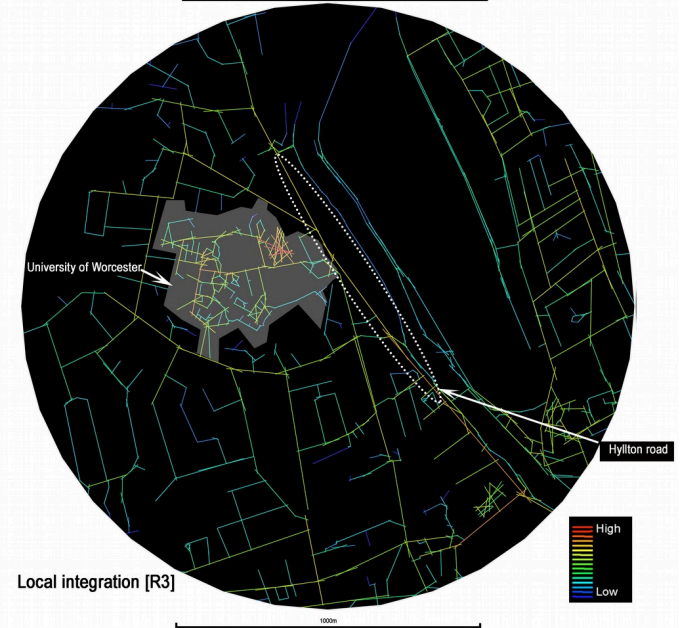 University of Worcester
Hyllton road
High
Low
Local integration [R3]
1000m